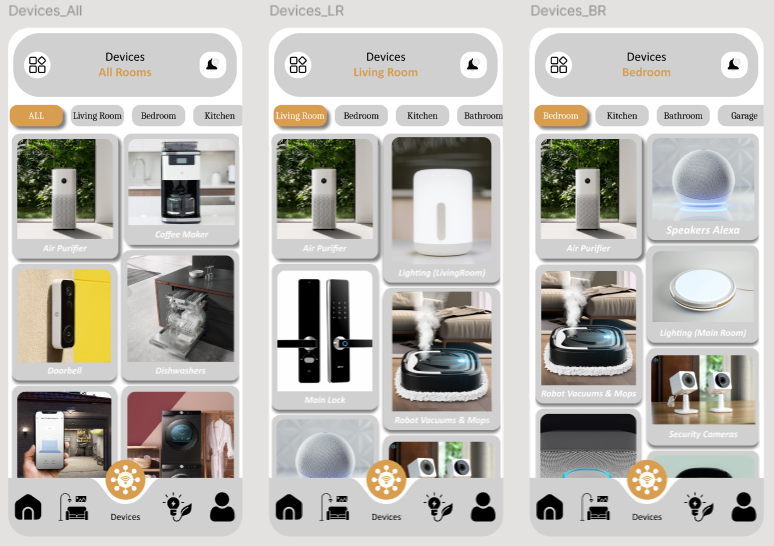 Devices_All
Devices
All Rooms
ALL
Living Room
Bedroom
Kitchen
Air Purifier
Coffee Maker
Doorbell
Dishwashers
Devices
Devices_LR
Devices
Living Room
Living Room
Bedroom
Kitchen
Bathroom
Air Purifier
Lighting (LivingRoom)
Main Lock
Robot Vacuums & Mops
Devices
Devices_BR
Devices
Bedroom
Bedroom
Kitchen
Bathroom
Garage
Air Purifier
Speakers Alexa
Lighting (Main Room)
Robot Vacuums & Mops
Security Cameras
Devices